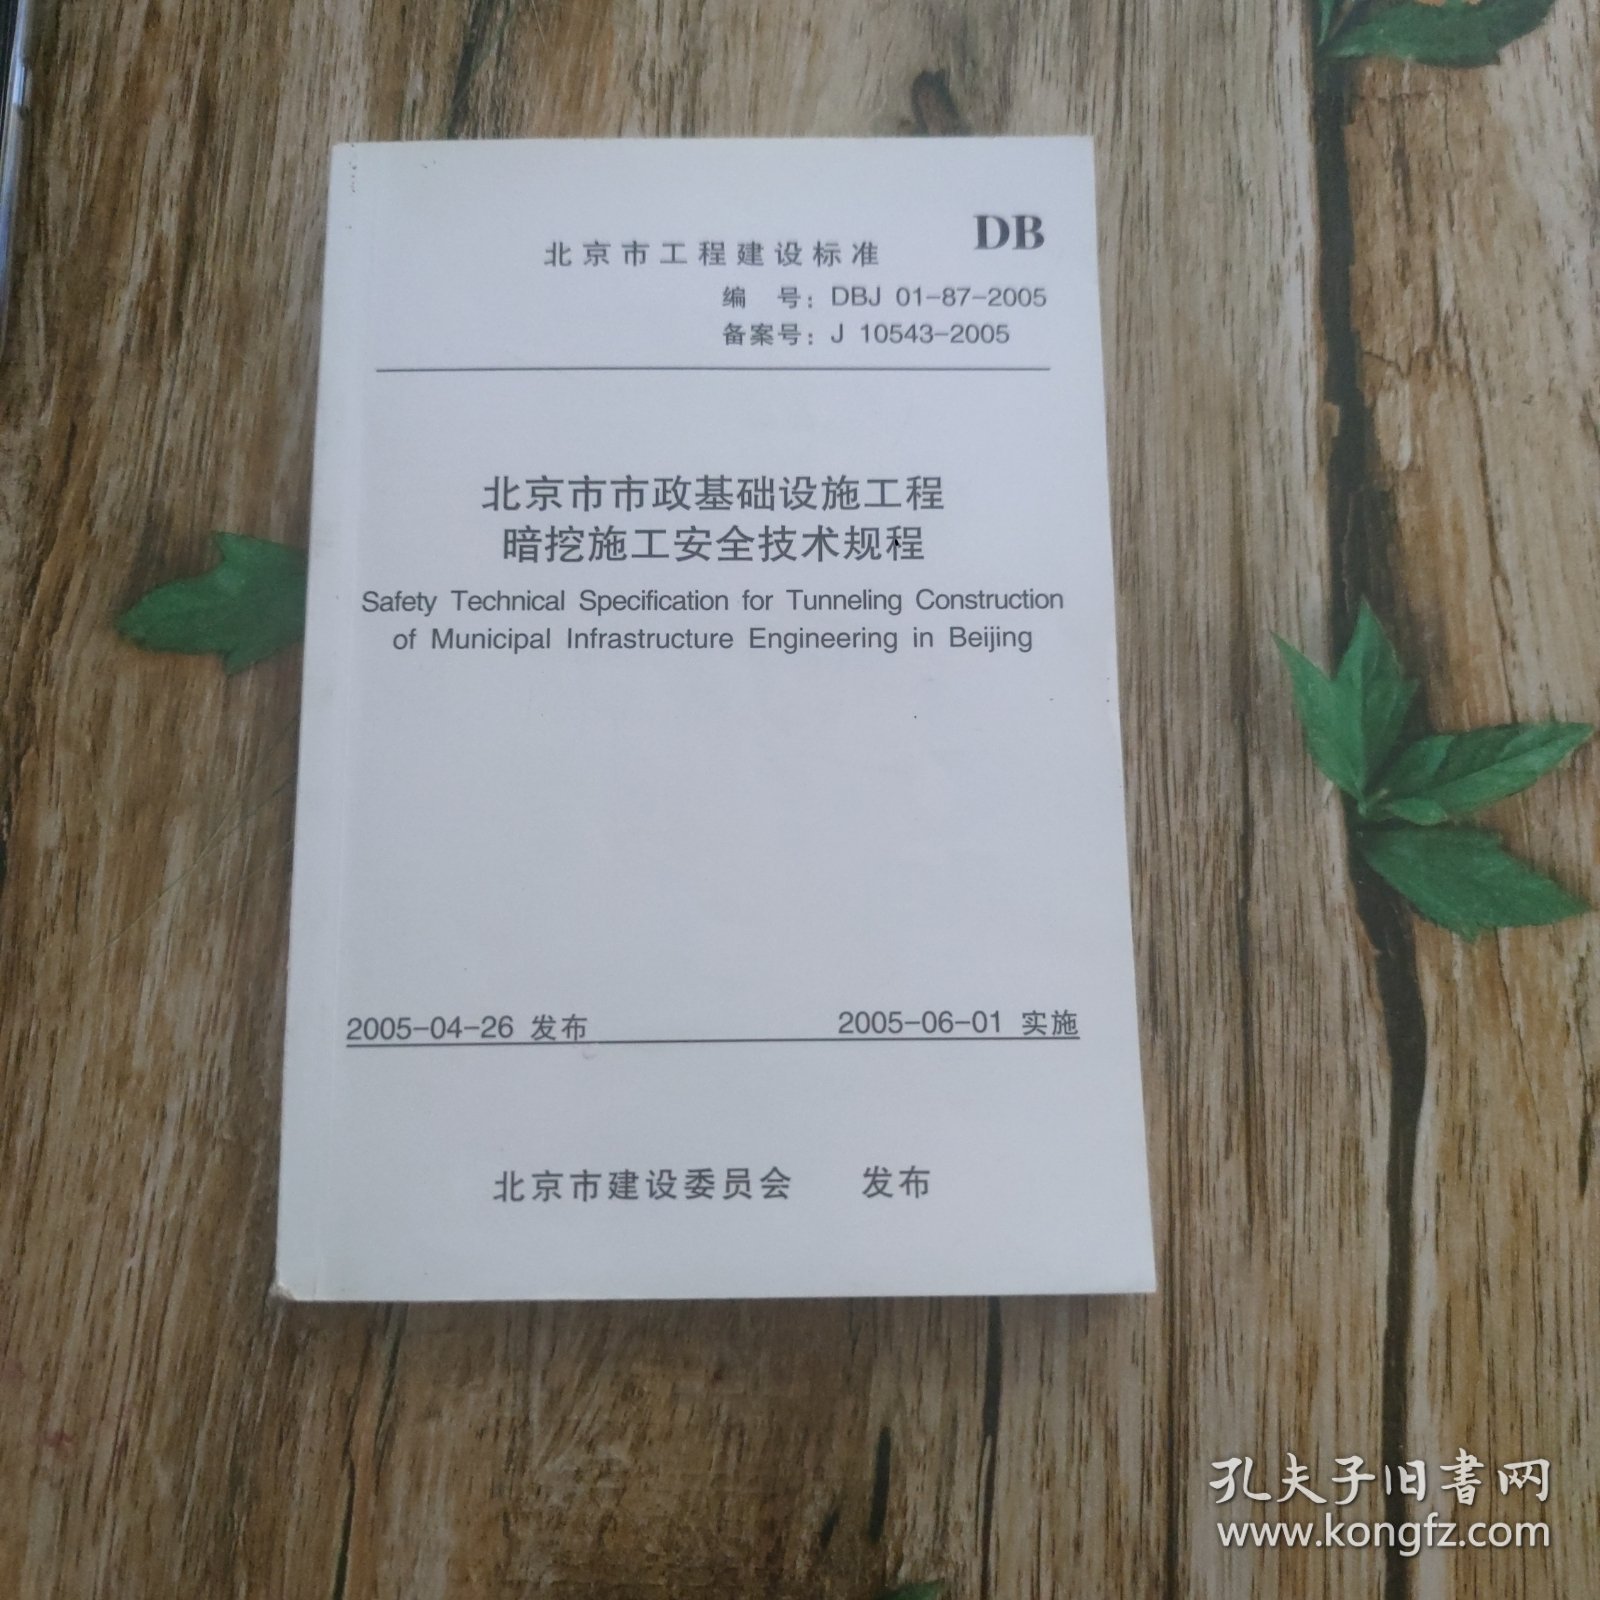 DB
北京市工程建设标准
编 号：DBJ 01-87-2005
备案号：J 10543-2005
北京市市政基础设施工程
暗挖施工安全技术规程
Safety Technical Specification for Tunneling Construction
of Municipal Infrastructure Engineering in Beijing
2005-04-26 发布 2005-06-01 实施
北京市建设委员会 发布
孔夫子旧書网
www.kongfz.com